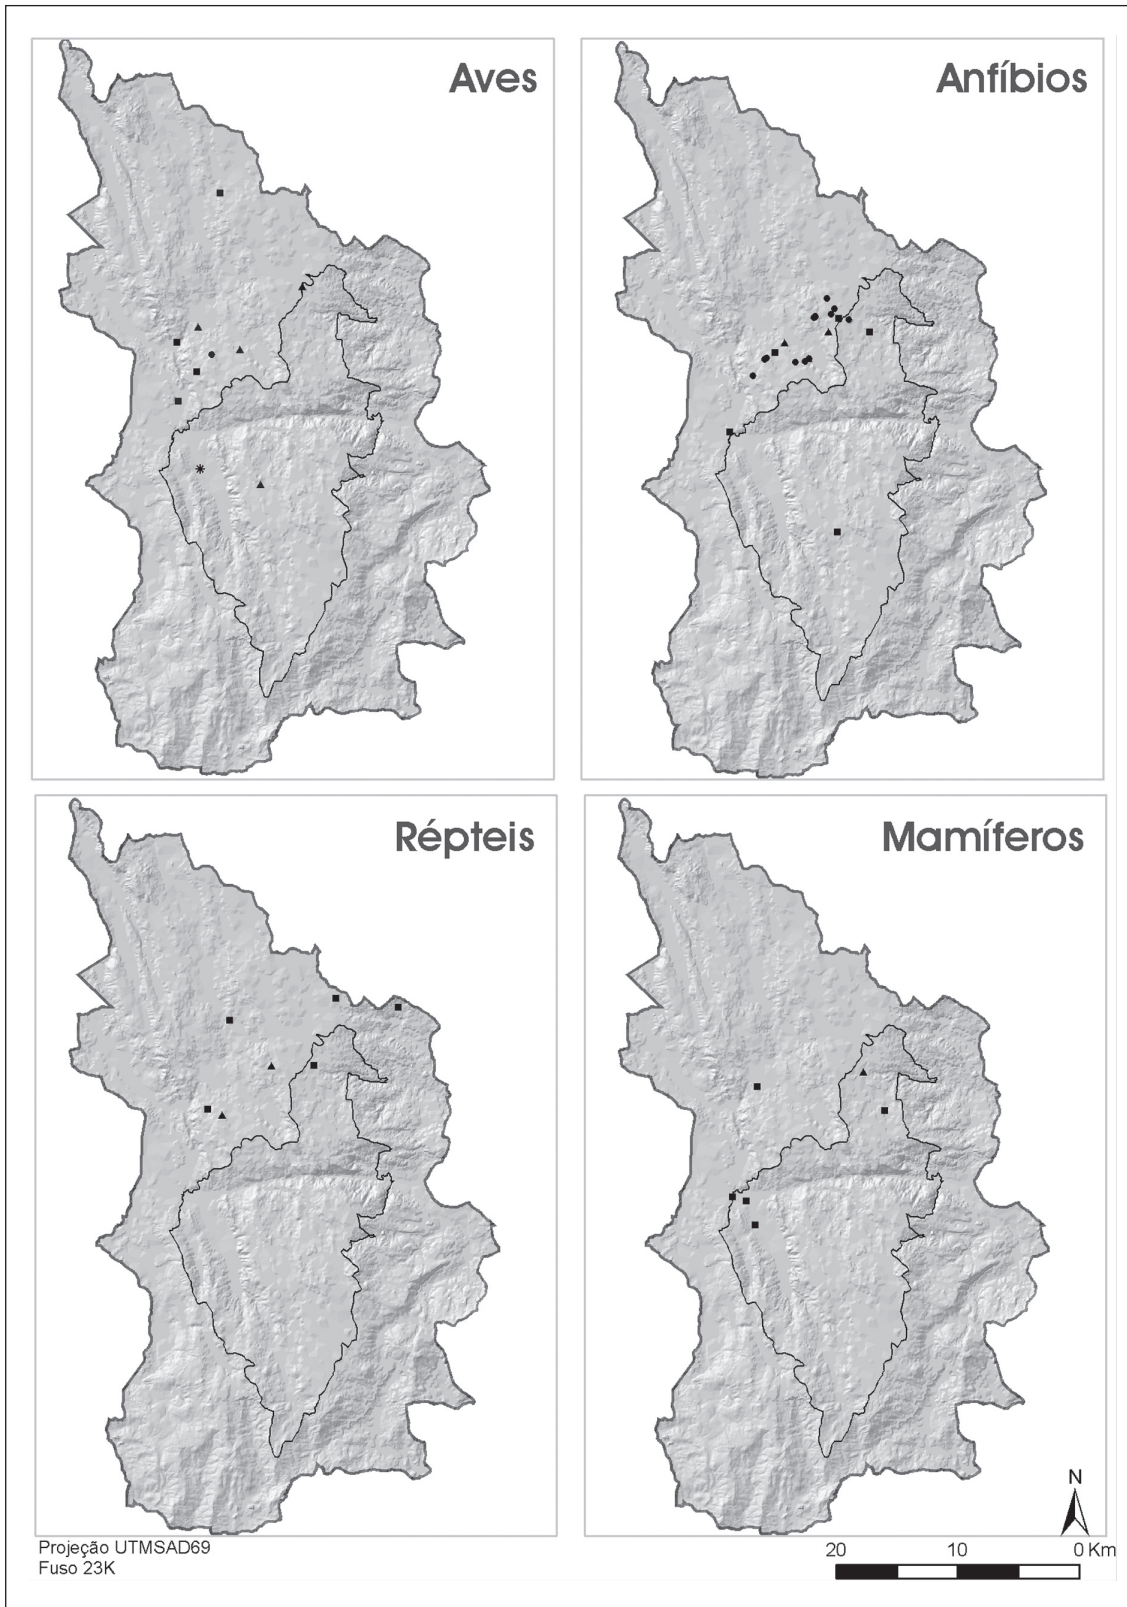 Aves
Anfíbios
Répteis
Mamíferos
N
Projeção UTMSAD69
Fuso 23K
20 10 0 Km